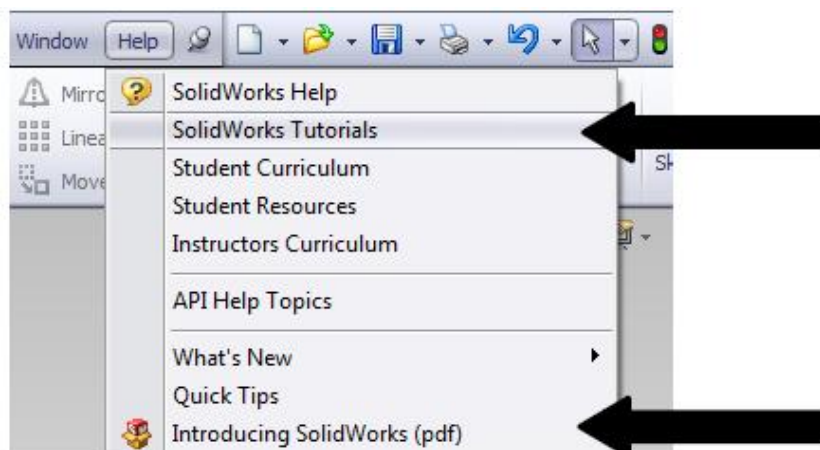 Window Help
Mirro
SolidWorks Help
Linea
SolidWorks Tutorials
Sk
Move
Student Curriculum
Student Resources
Instructors Curriculum
API Help Topics
What's New
Quick Tips
Introducing SolidWorks (pdf)